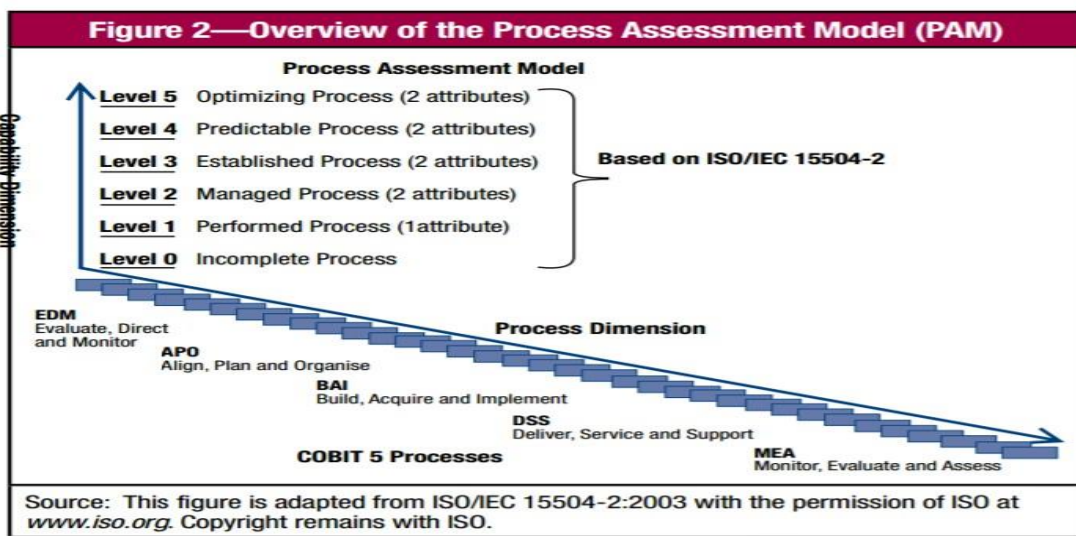 Figure 2—Overview of the Process Assessment Model (PAM)
Process Assessment Model
Capability Dimension
Level 5 Optimizing Process (2 attributes)
Level 4 Predictable Process (2 attributes)
Level 3 Established Process (2 attributes)
Based on ISO/IEC 15504-2
Level 2 Managed Process (2 attributes)
Level 1 Performed Process (1attribute)
Level 0 Incomplete Process
EDM
Evaluate, Direct
and Monitor
Process Dimension
APO
Align, Plan and Organise
BAI
Build, Acquire and Implement
DSS
Deliver, Service and Support
COBIT 5 Processes
MEA
Monitor, Evaluate and Assess
Source: This figure is adapted from ISO/IEC 15504-2:2003 with the permission of ISO at
www.iso.org. Copyright remains with ISO.